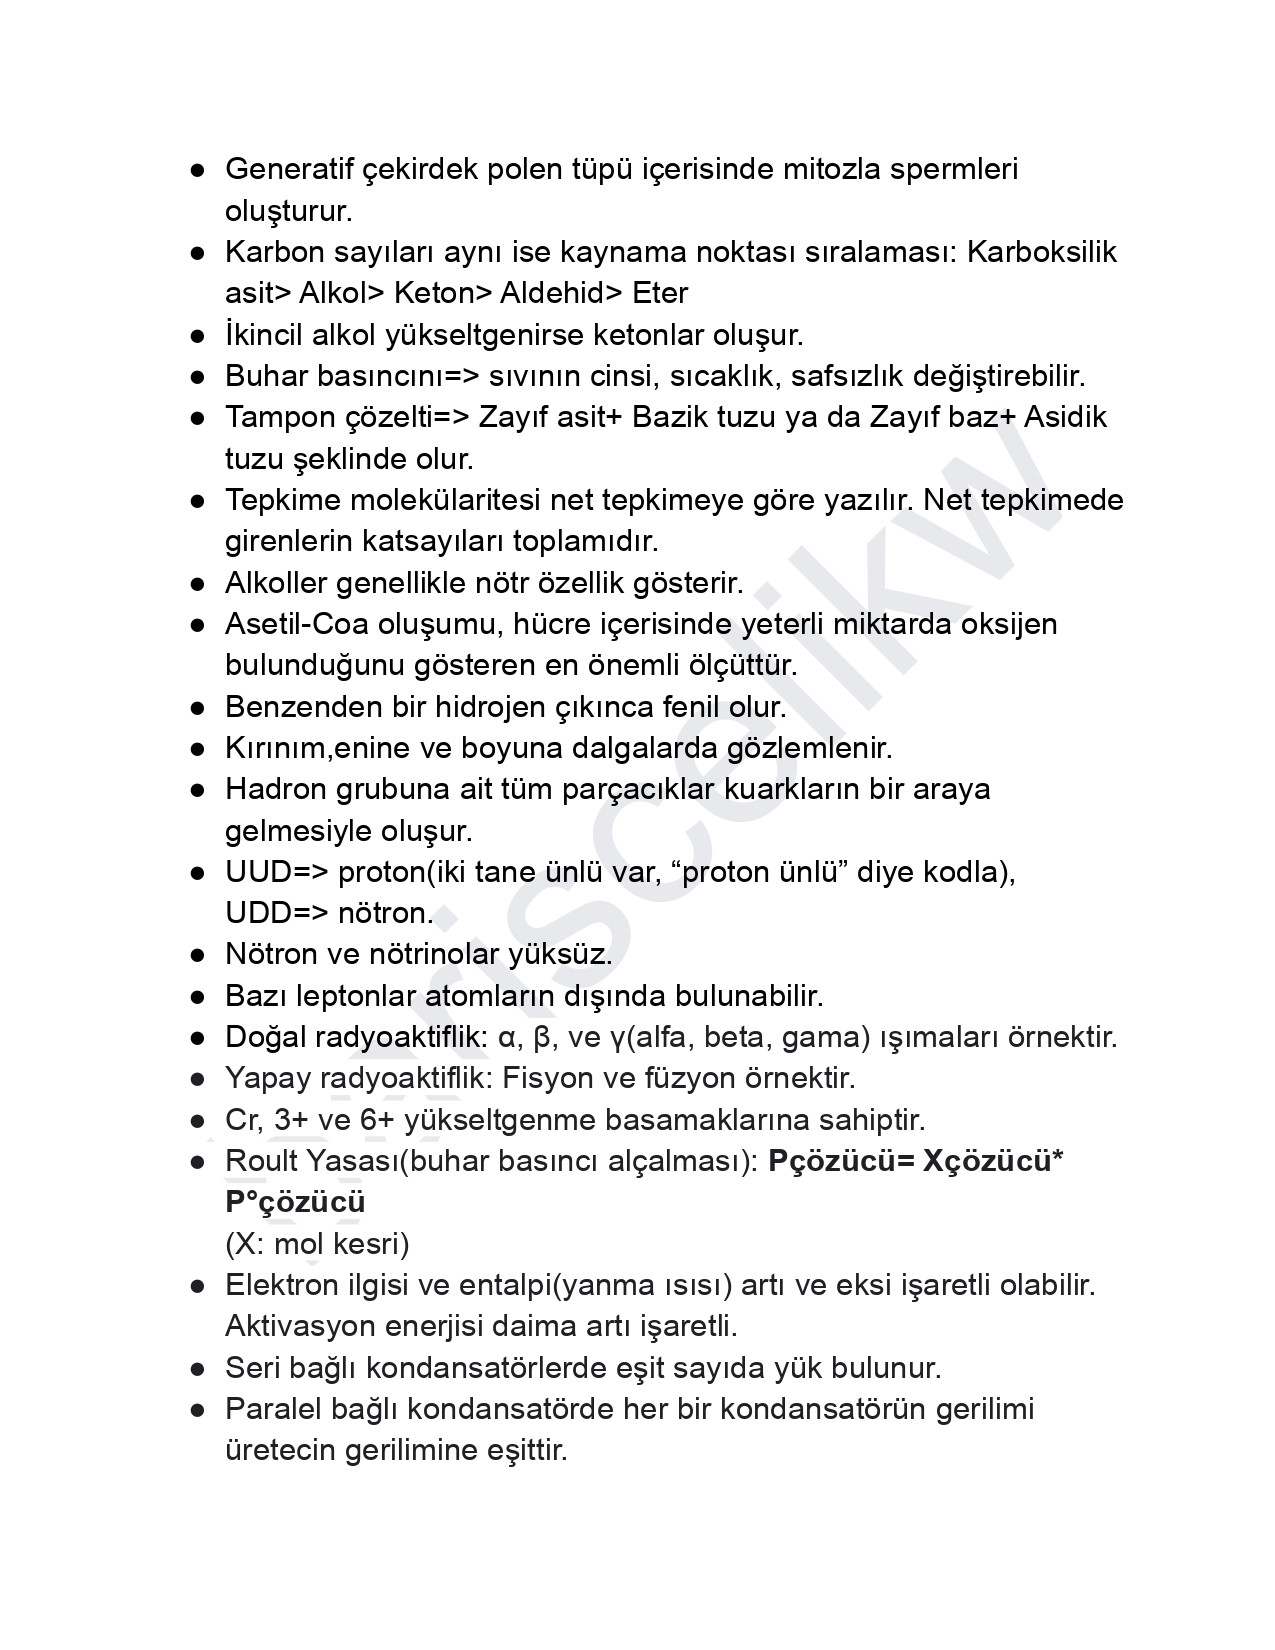 ● Generatif çekirdek polen tüpü içerisinde mitozla spermleri
oluşturur.
● Karbon sayıları aynı ise kaynama noktası sıralaması: Karboksilik
asit> Alkol> Keton> Aldehid> Eter
● İkincil alkol yükseltgenirse ketonlar oluşur.
● Buhar basıncını=> sıvının cinsi, sıcaklık, safsızlık değiştirebilir.
● Tampon çözelti=> Zayıf asit+ Bazik tuzu ya da Zayıf baz+ Asidik
tuzu şeklinde olur.
● Tepkime molekülaritesi net tepkimeye göre yazılır. Net tepkimede
girenlerin katsayıları toplamıdır.
● Alkoller genellikle nötr özellik gösterir.
● Asetil-Coa oluşumu, hücre içerisinde yeterli miktarda oksijen
bulunduğunu gösteren en önemli ölçüttür.
● Benzenden bir hidrojen çıkınca fenil olur.
● Kırınım,enine ve boyuna dalgalarda gözlemlenir.
● Hadron grubuna ait tüm parçacıklar kuarkların bir araya
gelmesiyle oluşur.
● UUD=> proton(iki tane ünlü var, “proton ünlü” diye kodla),
UDD=> nötron.
● Nötron ve nötrinolar yüksüz.
● Bazı leptonlar atomların dışında bulunabilir.
● Doğal radyoaktiflik: α, β, ve γ(alfa, beta, gama) ışımaları örnektir.
● Yapay radyoaktiflik: Fisyon ve füzyon örnektir.
● Cr, 3+ ve 6+ yükseltgenme basamaklarına sahiptir.
● Roult Yasası(buhar basıncı alçalması): Pçözücü= Xçözücü*
P°çözücü
(X: mol kesri)
● Elektron ilgisi ve entalpi(yanma ısısı) artı ve eksi işaretli olabilir.
Aktivasyon enerjisi daima artı işaretli.
● Seri bağlı kondansatörlerde eşit sayıda yük bulunur.
● Paralel bağlı kondansatörde her bir kondansatörün gerilimi
üretecin gerilimine eşittir.